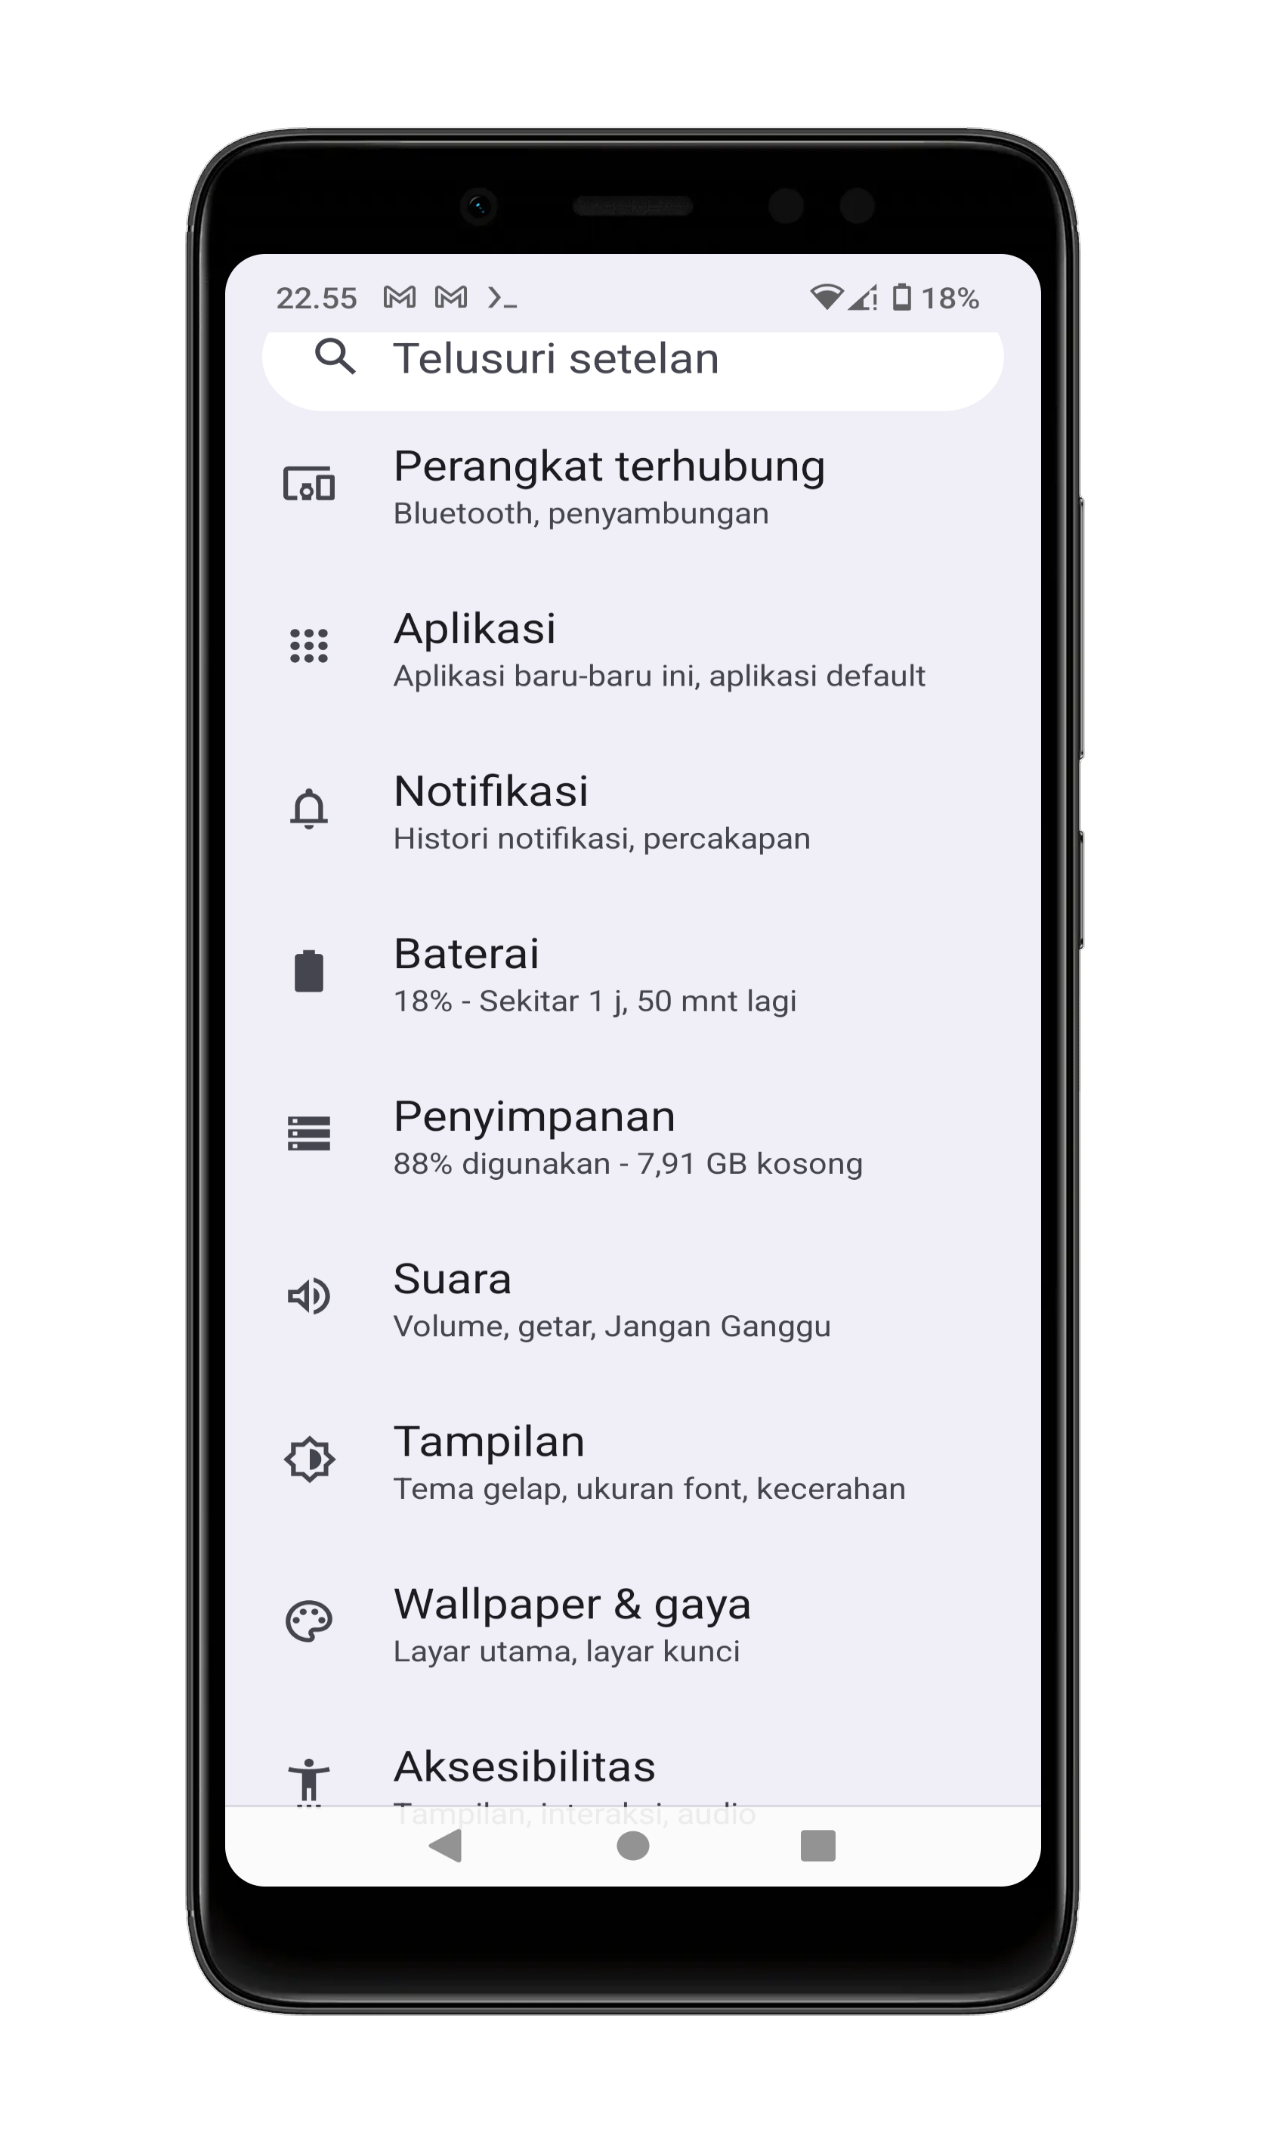 22.55 18%
Telusuri setelan
Perangkat terhubung
Bluetooth, penyambungan
Aplikasi
Aplikasi baru-baru ini, aplikasi default
Notifikasi
Histori notifikasi, percakapan
Baterai
18% - Sekitar 1 j, 50 mnt lagi
Penyimpanan
88% digunakan - 7,91 GB kosong
Suara
Volume, getar, Jangan Ganggu
Tampilan
Tema gelap, ukuran font, kecerahan
Wallpaper & gaya
Layar utama, layar kunci
Aksesibilitas
Tampilan, interaksi, audio